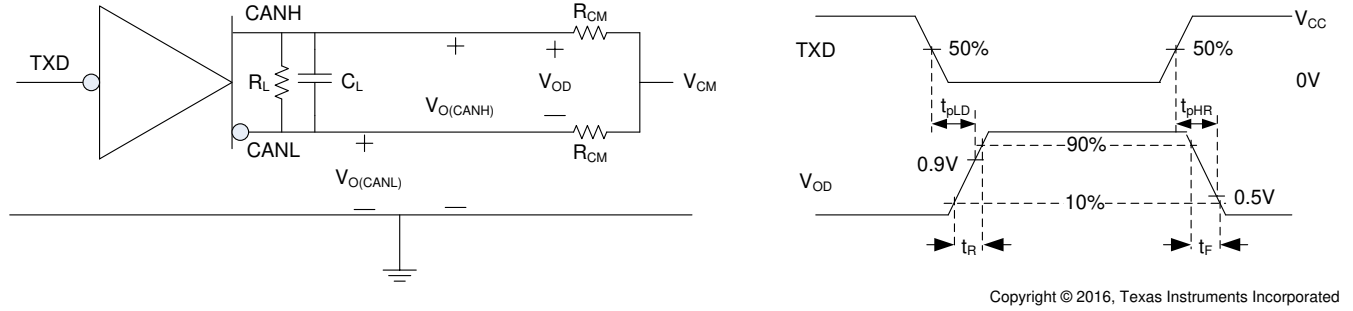 CANH
RCM
TXD
RL
CL
VO(CANH)
VOD
VCM
CANL
RCM
VO(CANL)
TXD
50%
50%
VCC
0V
tpLD
tpHR
90%
0.9V
VOD
10%
0.5V
tR
tF
Copyright © 2016, Texas Instruments Incorporated